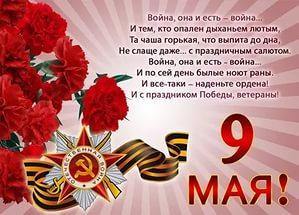 Война, она и есть – война...
И тем, кто опален дыханьем лютым,
Та чаша горькая, что выпита до дна,
Не слаще даже... с праздничным салютом.
Война, она и есть - война...
И по сей день былые ноют раны.
И все-таки – наденьте ордена!
И с праздником Победы, ветераны!
9
МАЯ!